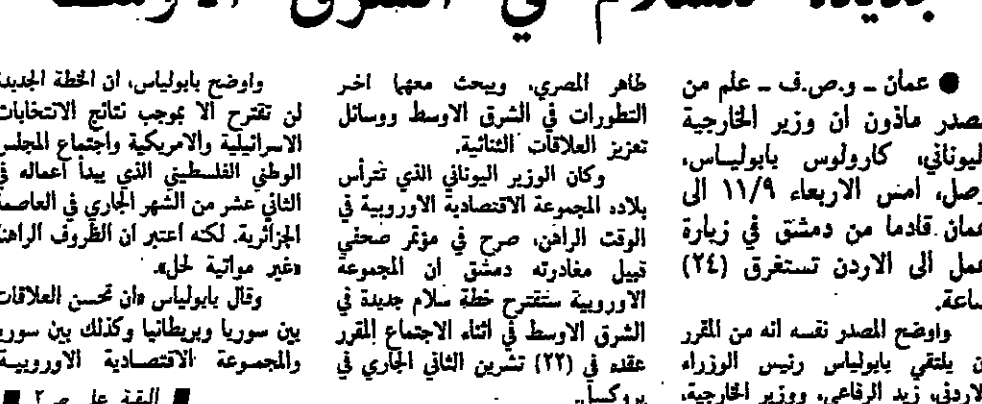 جديدة للسلام في الشرق الاوسط
● عمان ـ و.ص.ف ـ علم من
مصدر ماذون ان وزير الخارجية
اليوناني، كارولوس بابولياس،
وصل، امس الاربعاء ١١/٩ الى
عمان قادما من دمشق في زيارة
عمل الى الاردن تستغرق (٢٤)
ساعة.
واوضح المصدر نفسه انه من المقرر
ان يلتقي بابولياس رئيس الوزراء
الاردني، زيد الرفاعي، ووزير الخارجية،
طاهر المصري، ويبحث معهما اخر
التطورات في الشرق الاوسط ووسائل
تعزيز العلاقات الثنائية.
وكان الوزير اليوناني الذي تترأس
بلاده المجموعة الاقتصادية الاوروبية في
الوقت الراهن، صرح في مؤتمر صحفي
قبيل مغادرته دمشق ان المجموعة
الاوروبية ستقترح خطة سلام جديدة في
الشرق الاوسط في اثناء الاجتماع المقرر
عقده في (٢٢) تشرين الثاني الجاري في
بروكسل.
واوضح بابولياس، ان الخطة الجديدة
لن تقترح الا بموجب نتائج الانتخابات
الاسرائيلية والامريكية واجتماع المجلس
الوطني الفلسطيني الذي يبدأ اعماله في
الثاني عشر من الشهر الجاري في العاصمة
الجزائرية. لكنه اعتبر ان الظروف الراهنة
«غير مواتية لحل».
وقال بابولياس «ان تحسن العلاقات
بين سوريا وبريطانيا وكذلك بين سوريا
والمجموعة الاقتصادية الاوروبية
■ البقية على ص ٢ ■